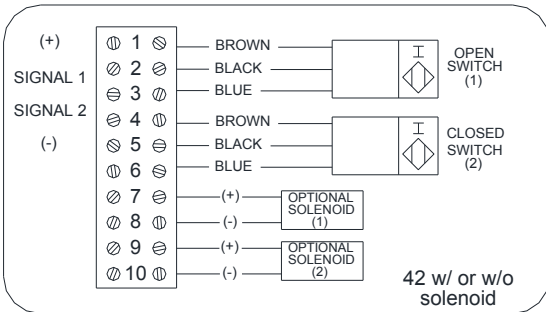 (+)
SIGNAL 1
SIGNAL 2
(-)
1
2
3
4
5
6
7
8
9
10
BROWN
BLACK
BLUE
BROWN
BLACK
BLUE
(+)
(-)
(+)
(-)
I
OPEN
SWITCH
(1)
I
CLOSED
SWITCH
(2)
OPTIONAL
SOLENOID
(1)
OPTIONAL
SOLENOID
(2)
42 w/ or w/o
solenoid